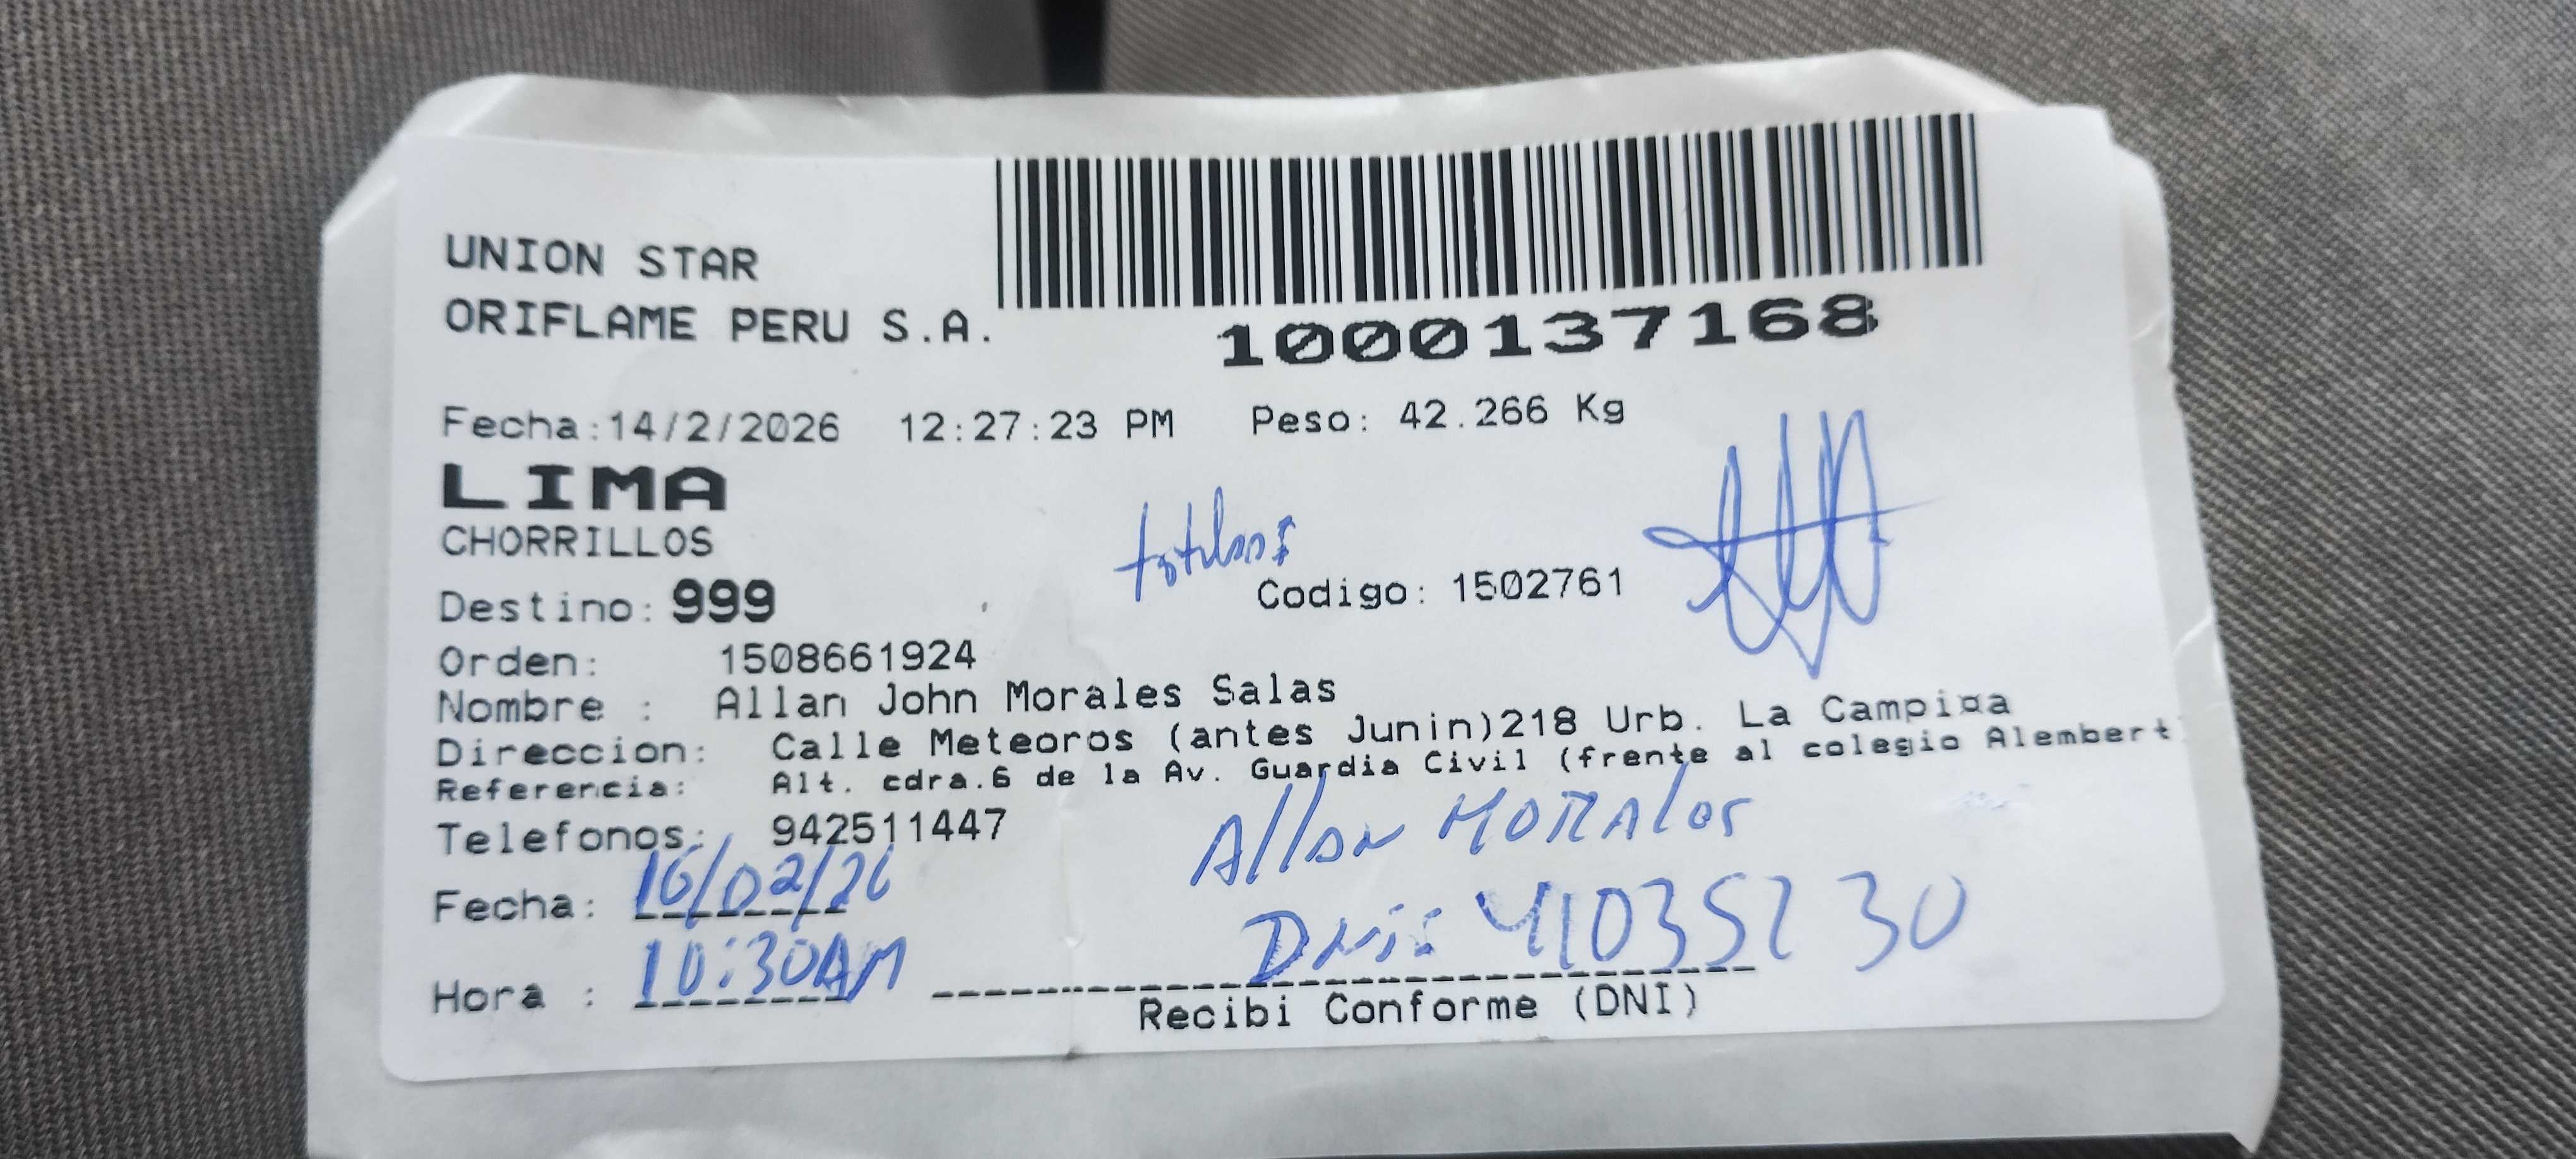 UNION STAR
ORIFLAME PERU S.A.
1000137168
Fecha:14/2/2026 12:27:23 PM Peso: 42.266 Kg
LIMA
CHORRILLOS
Destino: 999 Codigo: 1502761
Orden: 1508661924
Nombre : Allan John Morales Salas
Direccion: Calle Meteoros (antes Junin)218 Urb. La Campiña
Referencia: Alt. cdra.6 de la Av. Guardia Civil (frente al colegio Alembert
Telefonos: 942511447
Allan MORAles
Fecha: 16/02/26
Dni:
Hora : 10:30AM
Recibi Conforme (DNI)